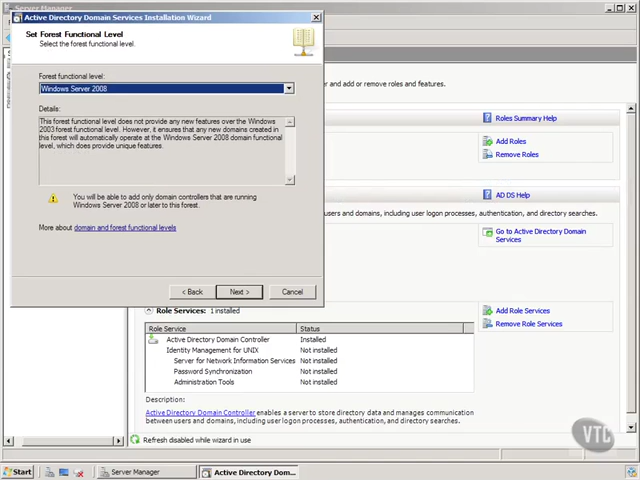 Server Manager
Active Directory Domain Services Installation Wizard
Set Forest Functional Level
Select the forest functional level.
Forest functional level:
Windows Server 2008
Details:
This forest functional level does not provide any new features over the Windows
2003 forest functional level. However, it ensures that any new domains created in
this forest will automatically operate at the Windows Server 2008 domain functional
level, which does provide unique features.
You will be able to add only domain controllers that are running
Windows Server 2008 or later to this forest.
More about domain and forest functional levels
< Back
Next >
Cancel
er and add or remove roles and features.
Roles Summary Help
Add Roles
Remove Roles
AD DS Help
users and domains, including user logon processes, authentication, and directory searches.
Go to Active Directory Domain
Services
Role Services: 1 installed
Add Role Services
Remove Role Services
Role Service Status
Active Directory Domain Controller Installed
Identity Management for UNIX Not installed
Server for Network Information Services Not installed
Password Synchronization Not installed
Administration Tools Not installed
Description:
Active Directory Domain Controller enables a server to store directory data and manages communication
between users and domains, including user logon processes, authentication, and directory searches.
Refresh disabled while wizard in use
VTC
Start
Server Manager
Active Directory Dom...